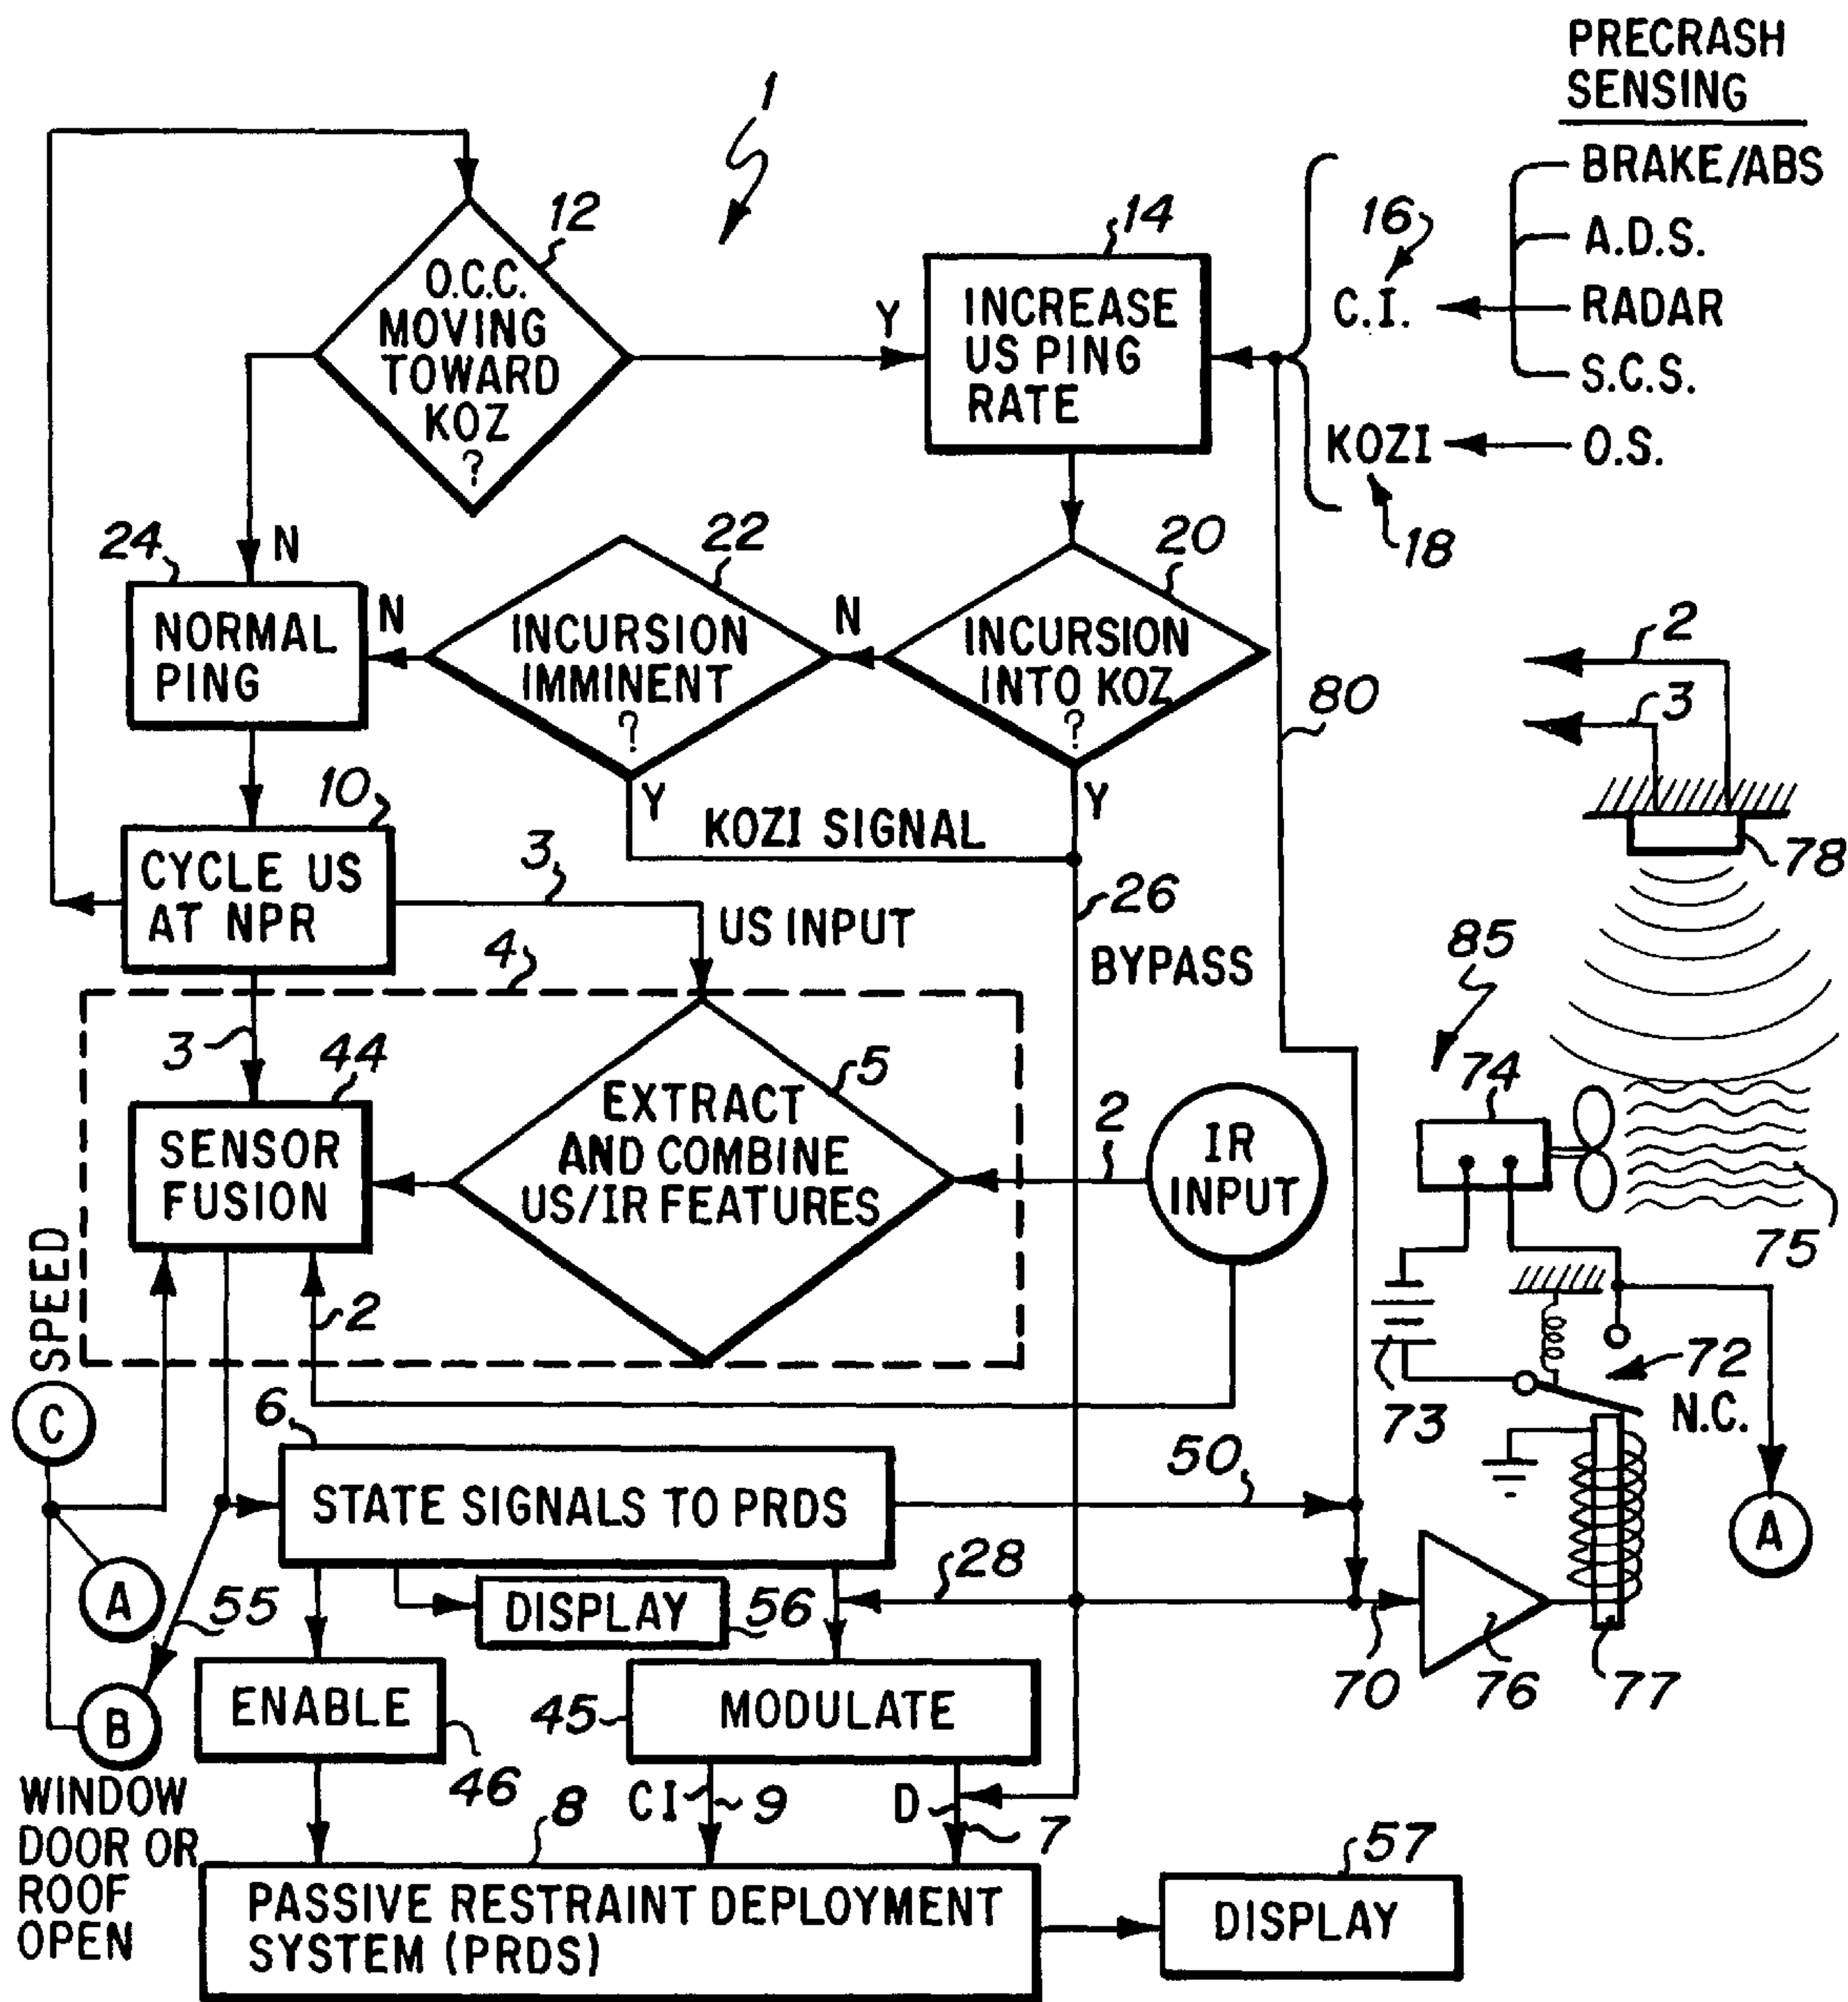 PRECRASH
SENSING
1
BRAKE/ABS
12
14
16
A.D.S.
O.C.C.
MOVING
TOWARD
KOZ
?
Y
INCREASE
US PING
RATE
C.I.
RADAR
S.C.S.
KOZI
O.S.
18
24
N
22
20
NORMAL
PING
N
INCURSION
IMMINENT
?
N
INCURSION
INTO KOZ
?
2
3
80
10
Y
KOZI SIGNAL
Y
78
CYCLE US
AT NPR
3
US INPUT
26
BYPASS
4
85
3
44
5
74
SENSOR
FUSION
EXTRACT
AND COMBINE
US/IR FEATURES
2
IR
INPUT
75
SPEED
2
C
6
73
72
N.C.
STATE SIGNALS TO PRDS
50
A
A
55
DISPLAY
56
28
70
76
77
B
ENABLE
46
45
MODULATE
WINDOW
DOOR OR
ROOF
OPEN
8
CI
9
D
7
57
PASSIVE RESTRAINT DEPLOYMENT
SYSTEM (PRDS)
DISPLAY